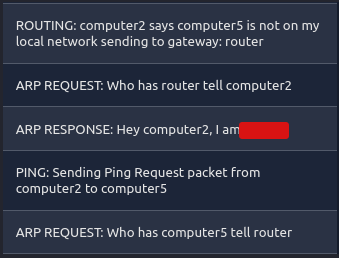 ROUTING: computer2 says computer5 is not on my
local network sending to gateway: router
ARP REQUEST: Who has router tell computer2
ARP RESPONSE: Hey computer2, I am
PING: Sending Ping Request packet from
computer2 to computer5
ARP REQUEST: Who has computer5 tell router